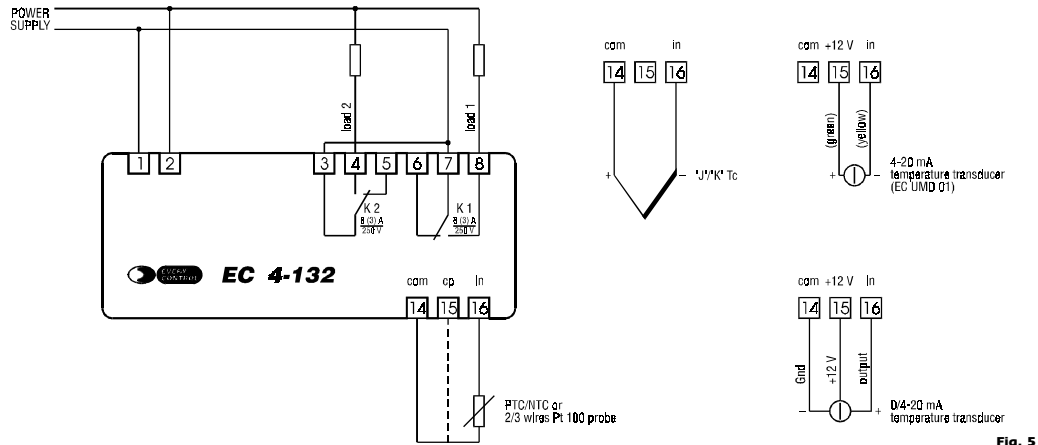 POWER
SUPPLY
load 2
load 1
1 2 3 4 5 6 7 8
K 2
8 (3) A
250 V
K 1
8 (3) A
250 V
EVERY
CONTROL
EC 4-132
com cp in
14 15 16
PTC/NTC or
2/3 wires Pt 100 probe
com in
14 15 16
+ - "J"/"K" Tc
com +12 V in
14 15 16
(green)
(yellow)
+ -
4-20 mA
temperature transducer
(EC UMD 01)
com +12 V in
14 15 16
Gnd
+12 V
output
- +
0/4-20 mA
temperature transducer
Fig. 5